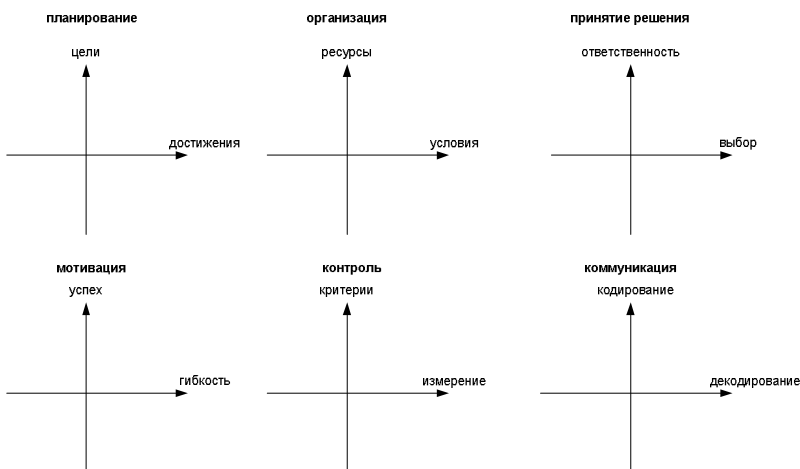 планирование
организация
принятие решения
цели
ресурсы
ответственность
достижения
условия
выбор
мотивация
контроль
коммуникация
успех
критерии
кодирование
гибкость
измерение
декодирование